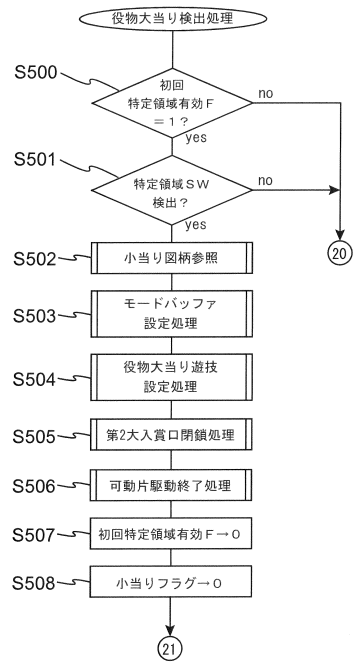 役物大当り検出処理
S500
初回
特定領域有効F
=1?
no
yes
S501
特定領域SW
検出?
no
yes
20
S502
小当り図柄参照
S503
モードバッファ
設定処理
S504
役物大当り遊技
設定処理
S505
第2大入賞口閉鎖処理
S506
可動片駆動終了処理
S507
初回特定領域有効F→0
S508
小当りフラグ→0
21